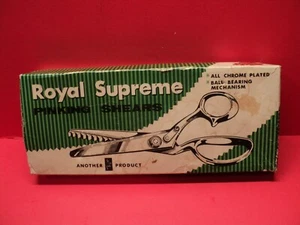 Royal Supreme
PINKING SHEARS
• ALL CHROME PLATED
• BALL BEARING
MECHANISM
ANOTHER PRODUCT